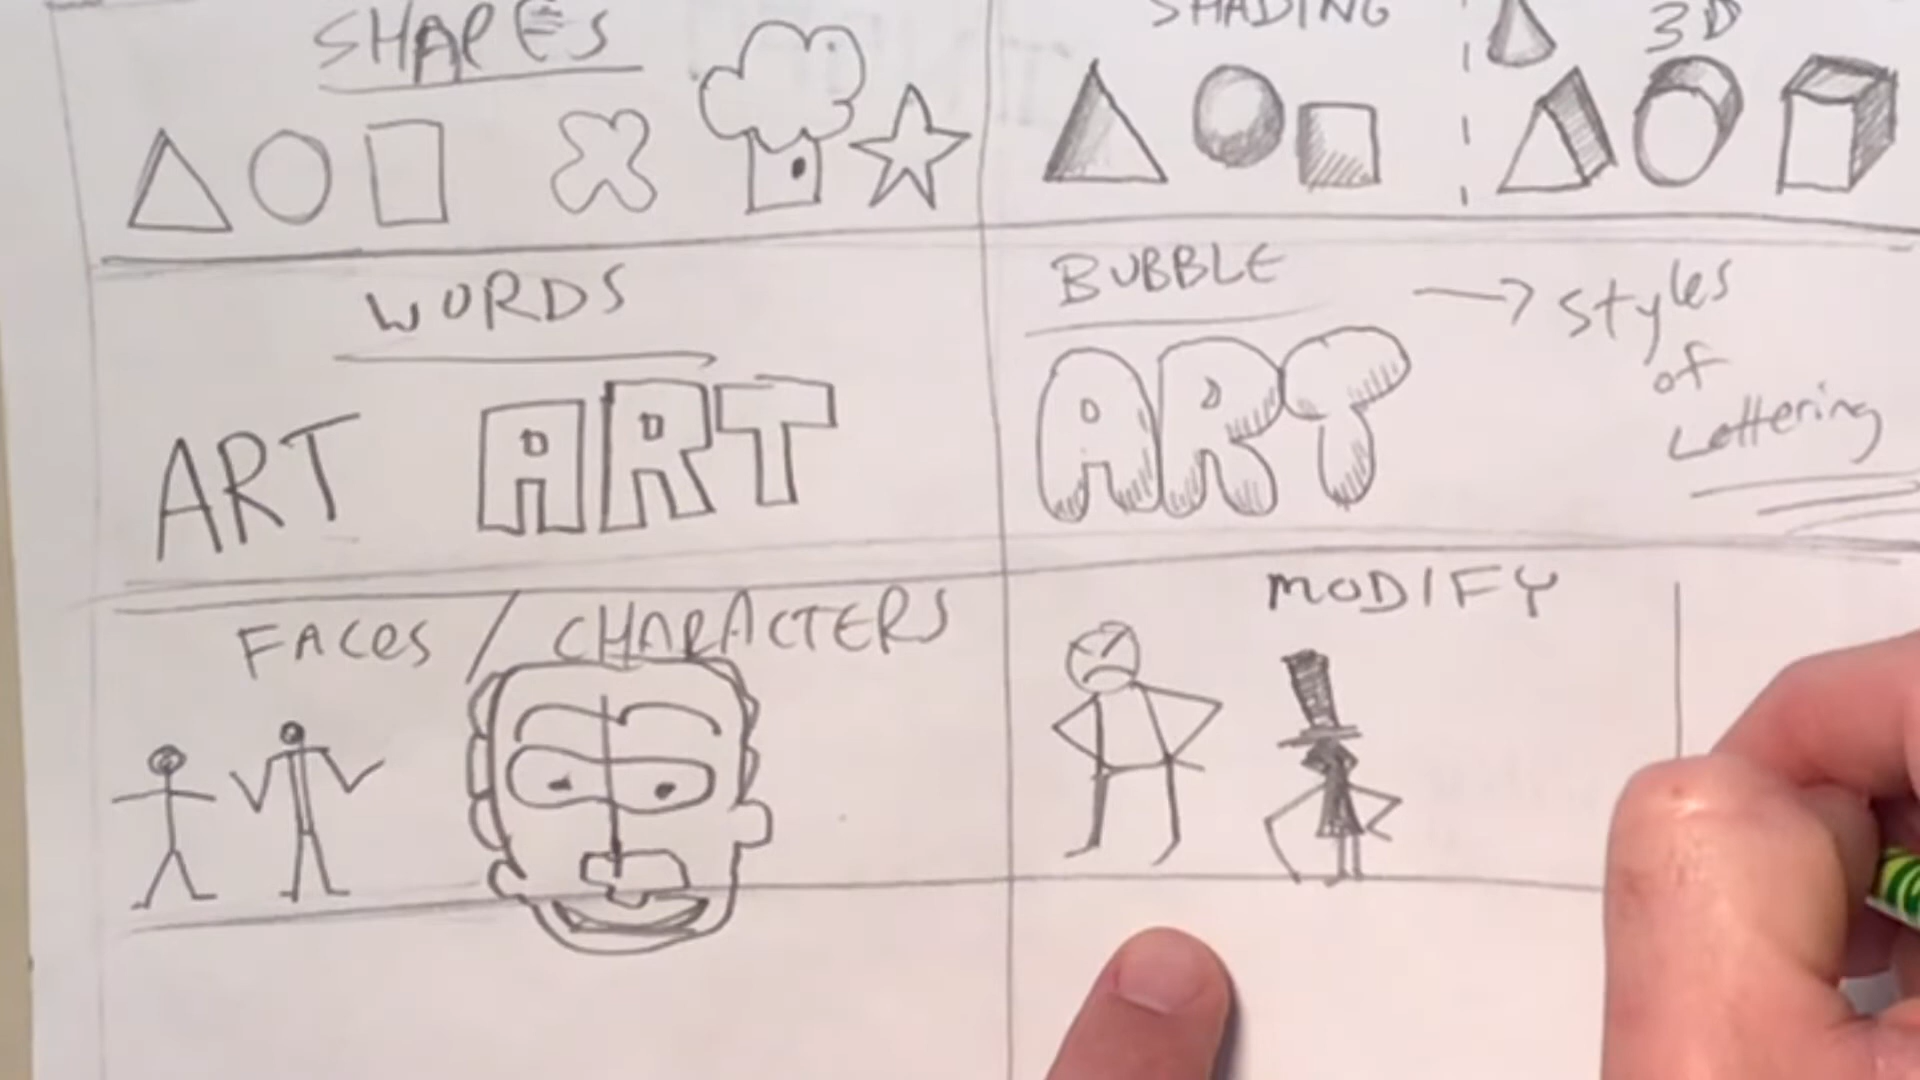 SHAPES
SHADING
3D
WORDS
ART ART
BUBBLE → styles
of
Lettering
ART
FACES / CHARACTERS
MODIFY